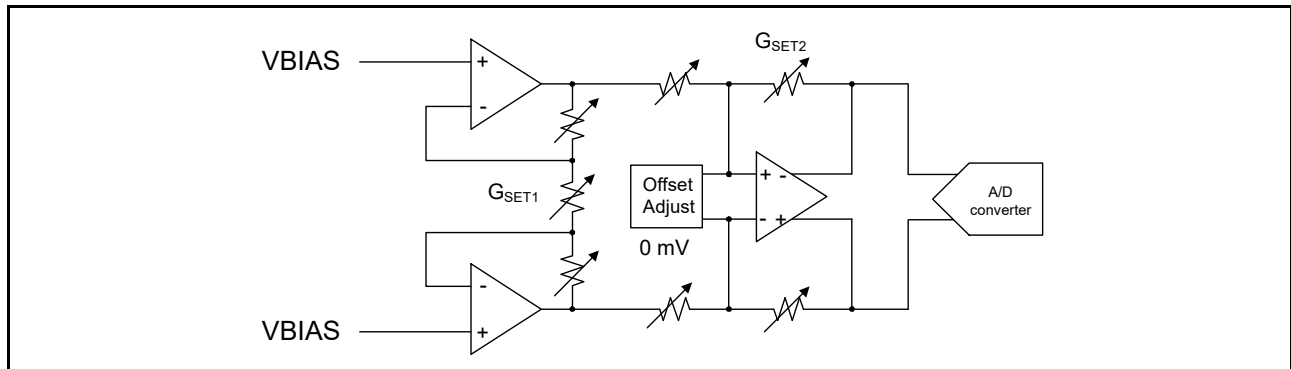 VBIAS
GSET2
+
-
GSET1
Offset
Adjust
0 mV
+ -
- +
A/D
converter
-
+
VBIAS